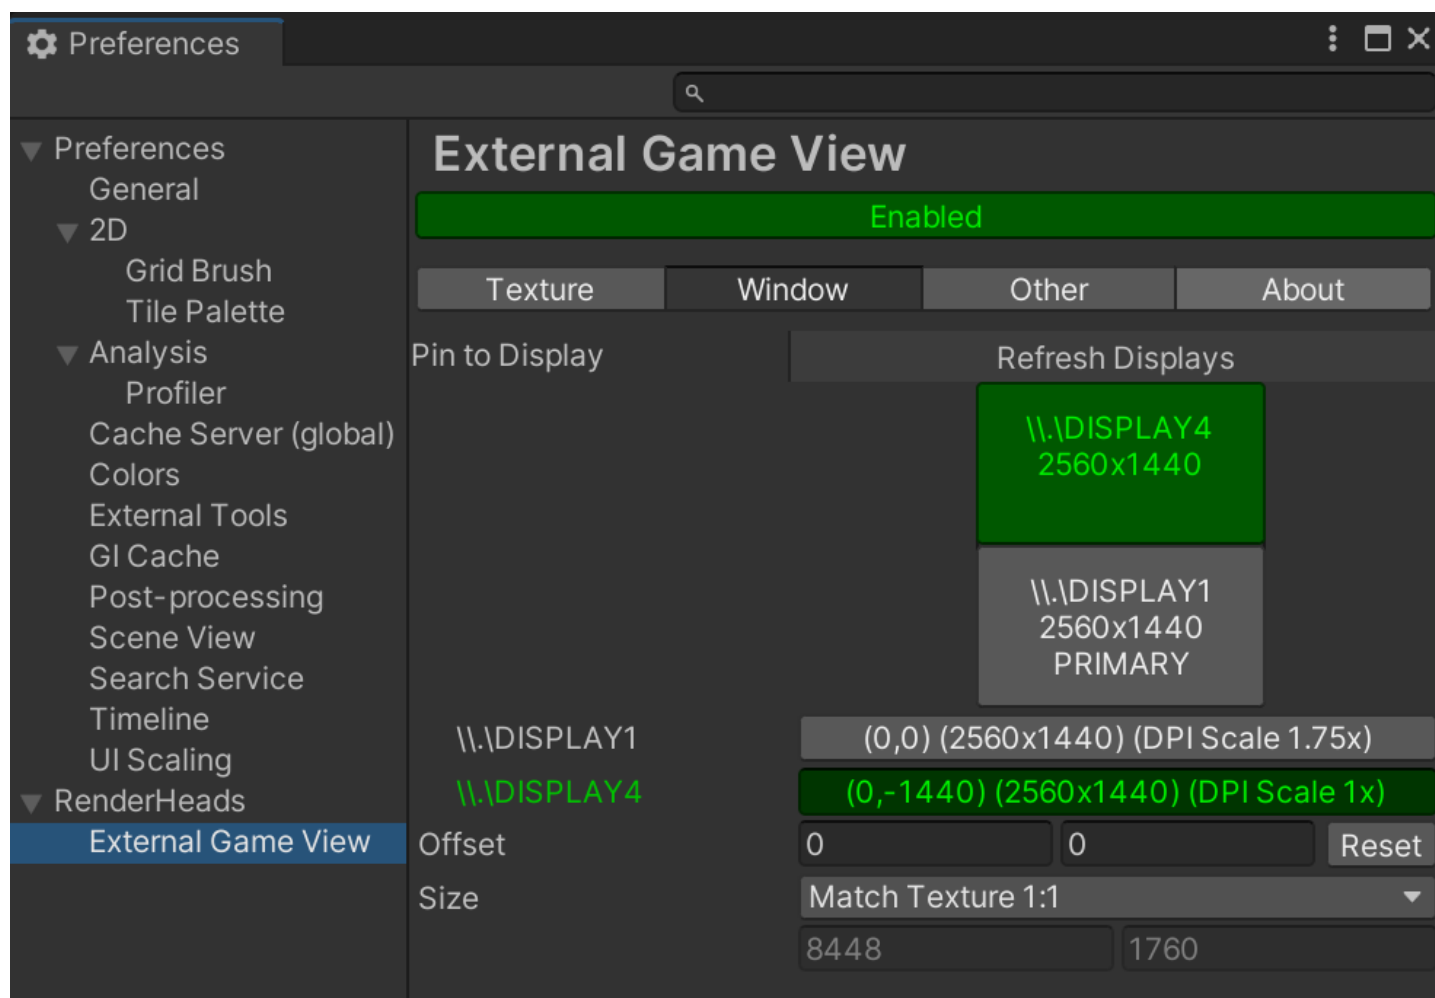 Preferences
Preferences
General
2D
Grid Brush
Tile Palette
Analysis
Profiler
Cache Server (global)
Colors
External Tools
GI Cache
Post-processing
Scene View
Search Service
Timeline
UI Scaling
RenderHeads
External Game View
External Game View
Enabled
Texture Window Other About
Pin to Display Refresh Displays
\\.\DISPLAY4
2560x1440
\\.\DISPLAY1
2560x1440
PRIMARY
\\.\DISPLAY1 (0,0) (2560x1440) (DPI Scale 1.75x)
\\.\DISPLAY4 (0,-1440) (2560x1440) (DPI Scale 1x)
Offset 0 0 Reset
Size Match Texture 1:1
8448 1760